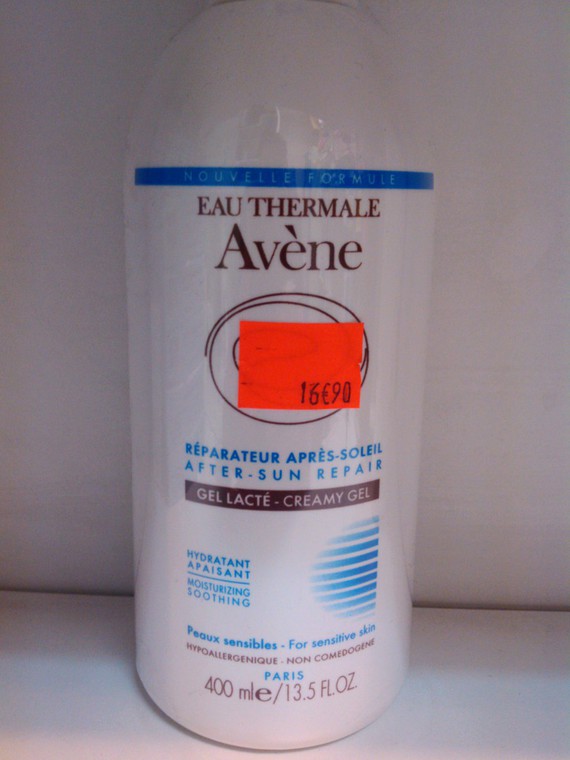 NOUVELLE FORMULE
EAU THERMALE
Avène
16€90
RÉPARATEUR APRÈS-SOLEIL
AFTER-SUN REPAIR
GEL LACTÉ - CREAMY GEL
HYDRATANT
APAISANT
MOISTURIZING
SOOTHING
Peaux sensibles - For sensitive skin
HYPOALLERGENIQUE - NON COMEDOGENE
PARIS
400 ml℮/13.5 FL.OZ.